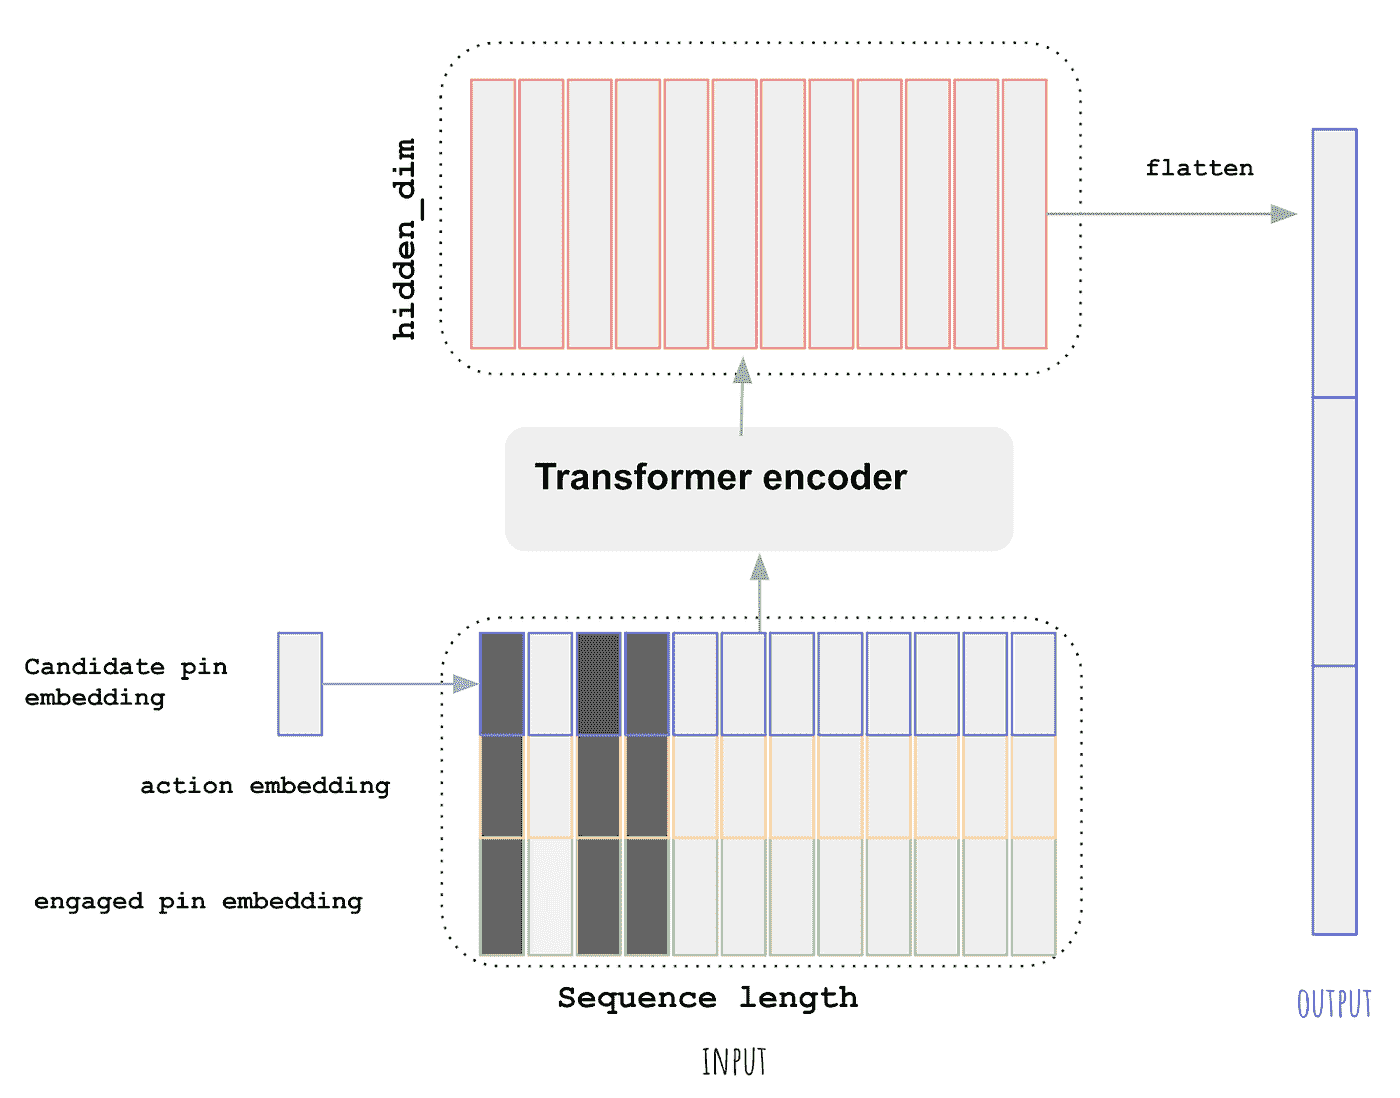 hidden_dim
flatten
Transformer encoder
Candidate pin
embedding
action embedding
engaged pin embedding
Sequence length
INPUT
OUTPUT